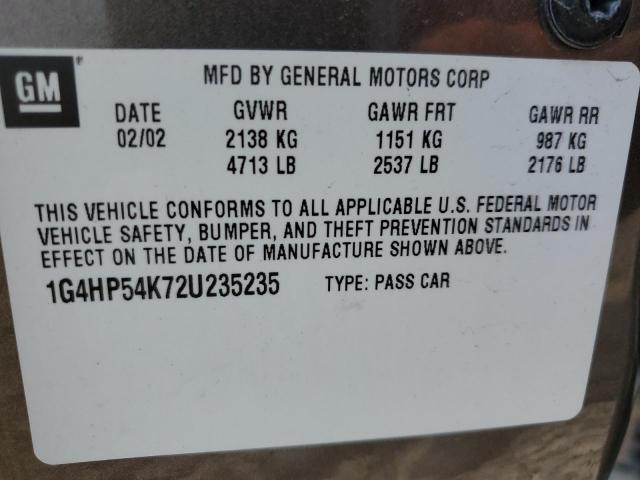 GM
MFD BY GENERAL MOTORS CORP
DATE GVWR GAWR FRT GAWR RR
02/02 2138 KG 1151 KG 987 KG
4713 LB 2537 LB 2176 LB
THIS VEHICLE CONFORMS TO ALL APPLICABLE U.S. FEDERAL MOTOR
VEHICLE SAFETY, BUMPER, AND THEFT PREVENTION STANDARDS IN
EFFECT ON THE DATE OF MANUFACTURE SHOWN ABOVE.
1G4HP54K72U235235 TYPE: PASS CAR